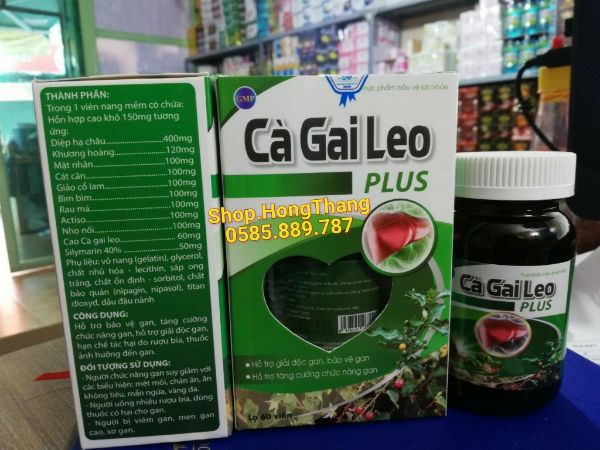 THÀNH PHẦN:
Trong 1 viên nang mềm có chứa:
Hỗn hợp cao khô 150mg tương
ứng:
Diệp hạ châu.....................400mg
Khương hoàng..................120mg
Mật nhân...........................100mg
Cát căn..............................100mg
Giảo cổ lam......................100mg
Bìm bìm............................100mg
Rau má..............................100mg
Actiso................................100mg
Nhọ nồi.............................100mg
Cao Cà gai leo....................60mg
Silymarin 40%....................50mg
Phụ liệu: vỏ nang (gelatin), glycerol,
chất nhũ hóa - lecithin, sáp ong
trắng, chất ổn định - sorbitol, chất
bảo quản (nipagin, nipasol), titan
dioxyd, dầu đậu nành
CÔNG DỤNG:
Hỗ trợ bảo vệ gan, tăng cường
chức năng gan, hỗ trợ giải độc gan,
hạn chế tác hại do rượu bia, thuốc
ảnh hưởng đến gan.
ĐỐI TƯỢNG SỬ DỤNG:
- Người chức năng gan suy giảm với
các biểu hiện: mệt mỏi, chán ăn, ăn
không tiêu, mẩn ngứa, vàng da.
- Người uống nhiều rượu bia, dùng
thuốc có hại cho gan.
- Người bị viêm gan, men gan
cao, xơ gan.
GMP
GMP
Thực phẩm bảo vệ sức khỏe
Cà Gai Leo
PLUS
Shop.HongThang
0585.889.787
• Hỗ trợ giải độc gan, bảo vệ gan
• Hỗ trợ tăng cường chức năng gan
Lọ 60 viên
Cà Gai Leo
PLUS